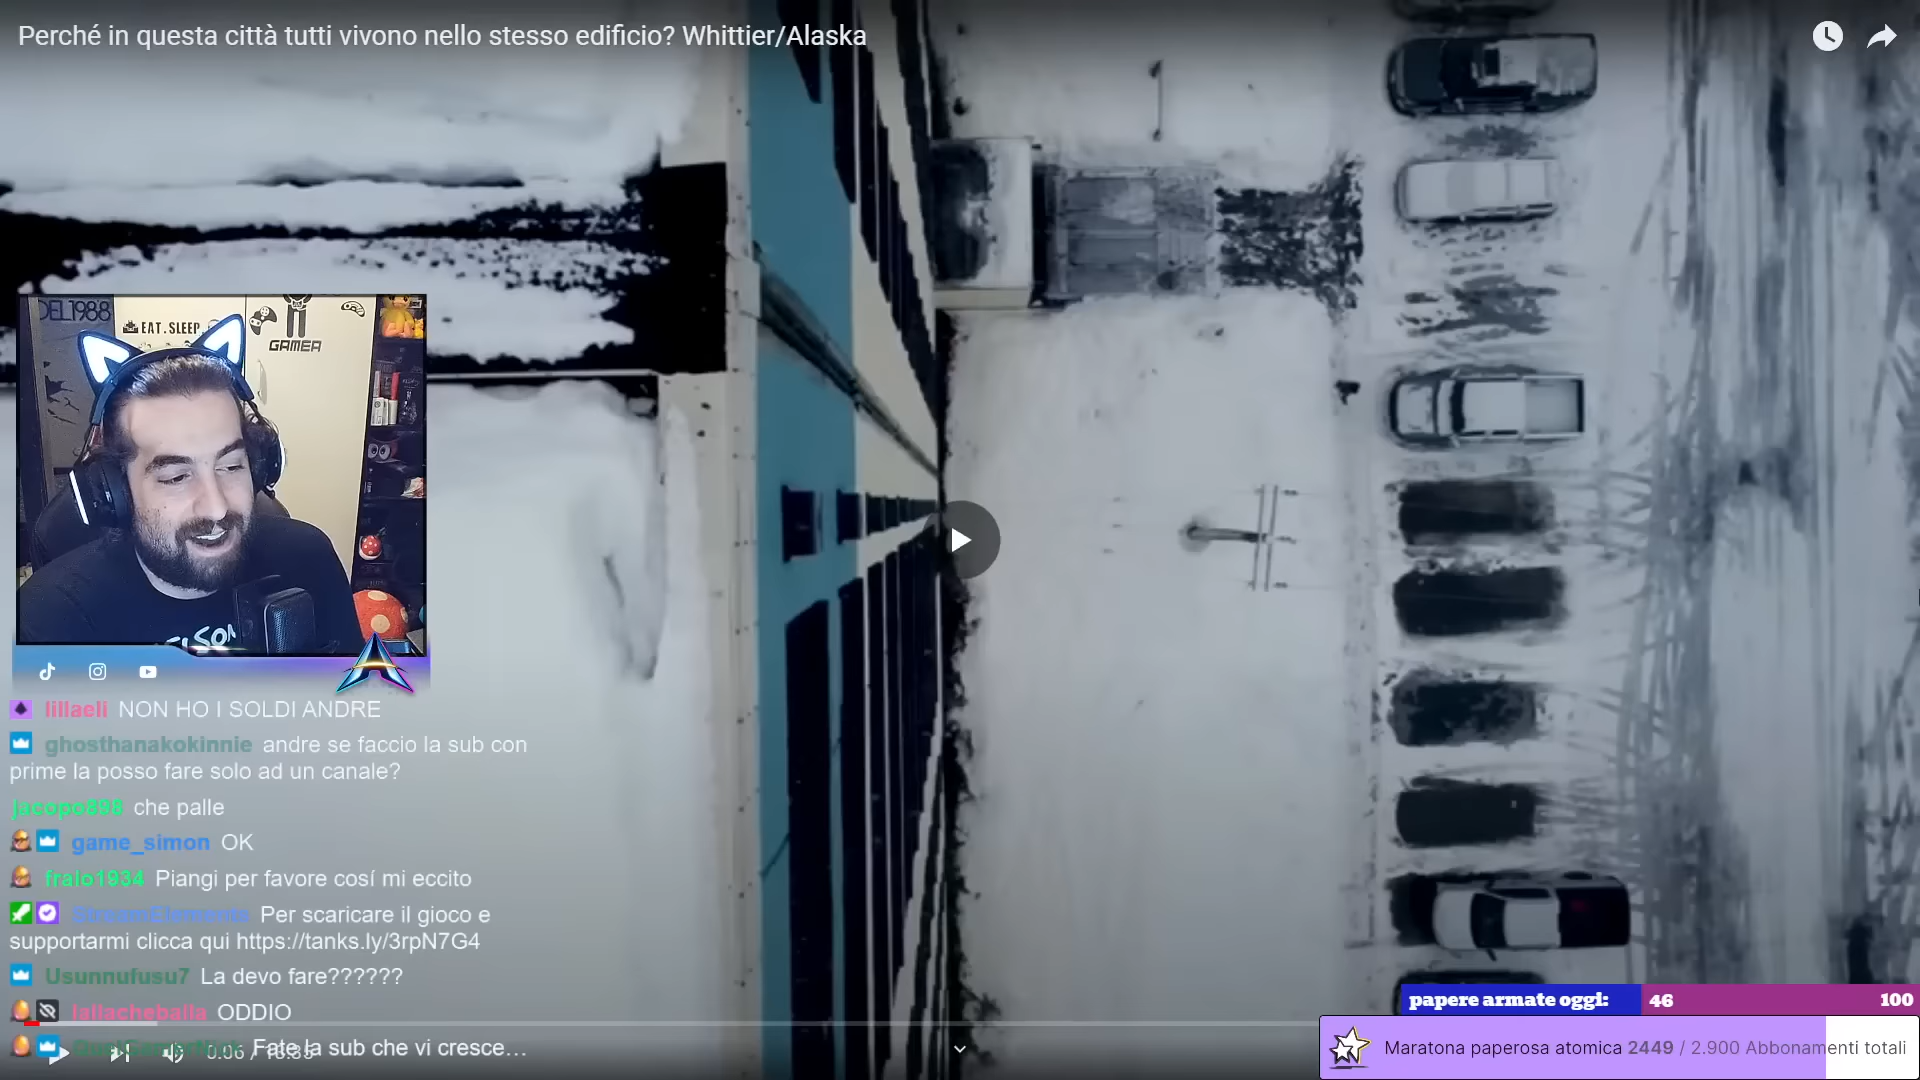 Perché in questa città tutti vivono nello stesso edificio? Whittier/Alaska
DEL1988
EAT.SLEEP
GAMER
lillaeli NON HO I SOLDI ANDRE
ghosthanakokinnie andre se faccio la sub con
prime la posso fare solo ad un canale?
jacopo898 che palle
game_simon OK
fralo1934 Piangi per favore cosí mi eccito
StreamElements Per scaricare il gioco e
supportarmi clicca qui https://tanks.ly/3rpN7G4
Usunnufusu7 La devo fare??????
lallacheballa ODDIO
Fate la sub che vi cresce…
0:06 /
papere armate oggi: 46 100
Maratona paperosa atomica 2449 / 2.900 Abbonamenti totali